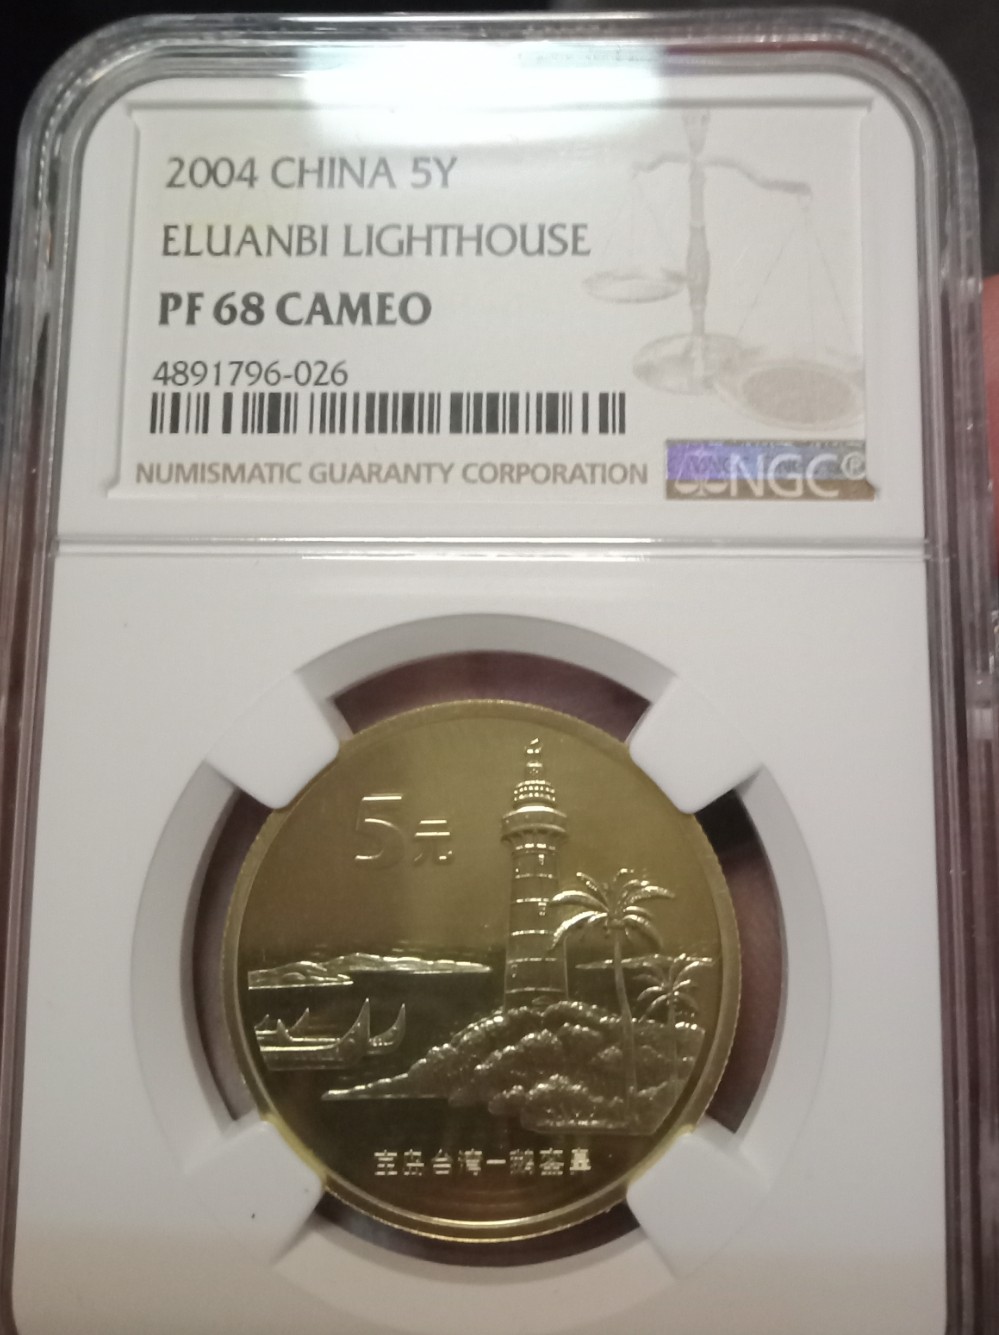 2004 CHINA 5Y
ELUANBI LIGHTHOUSE
PF 68 CAMEO
4891796-026
NUMISMATIC GUARANTY CORPORATION
NGC
5元
宝岛台湾－鹅銮鼻